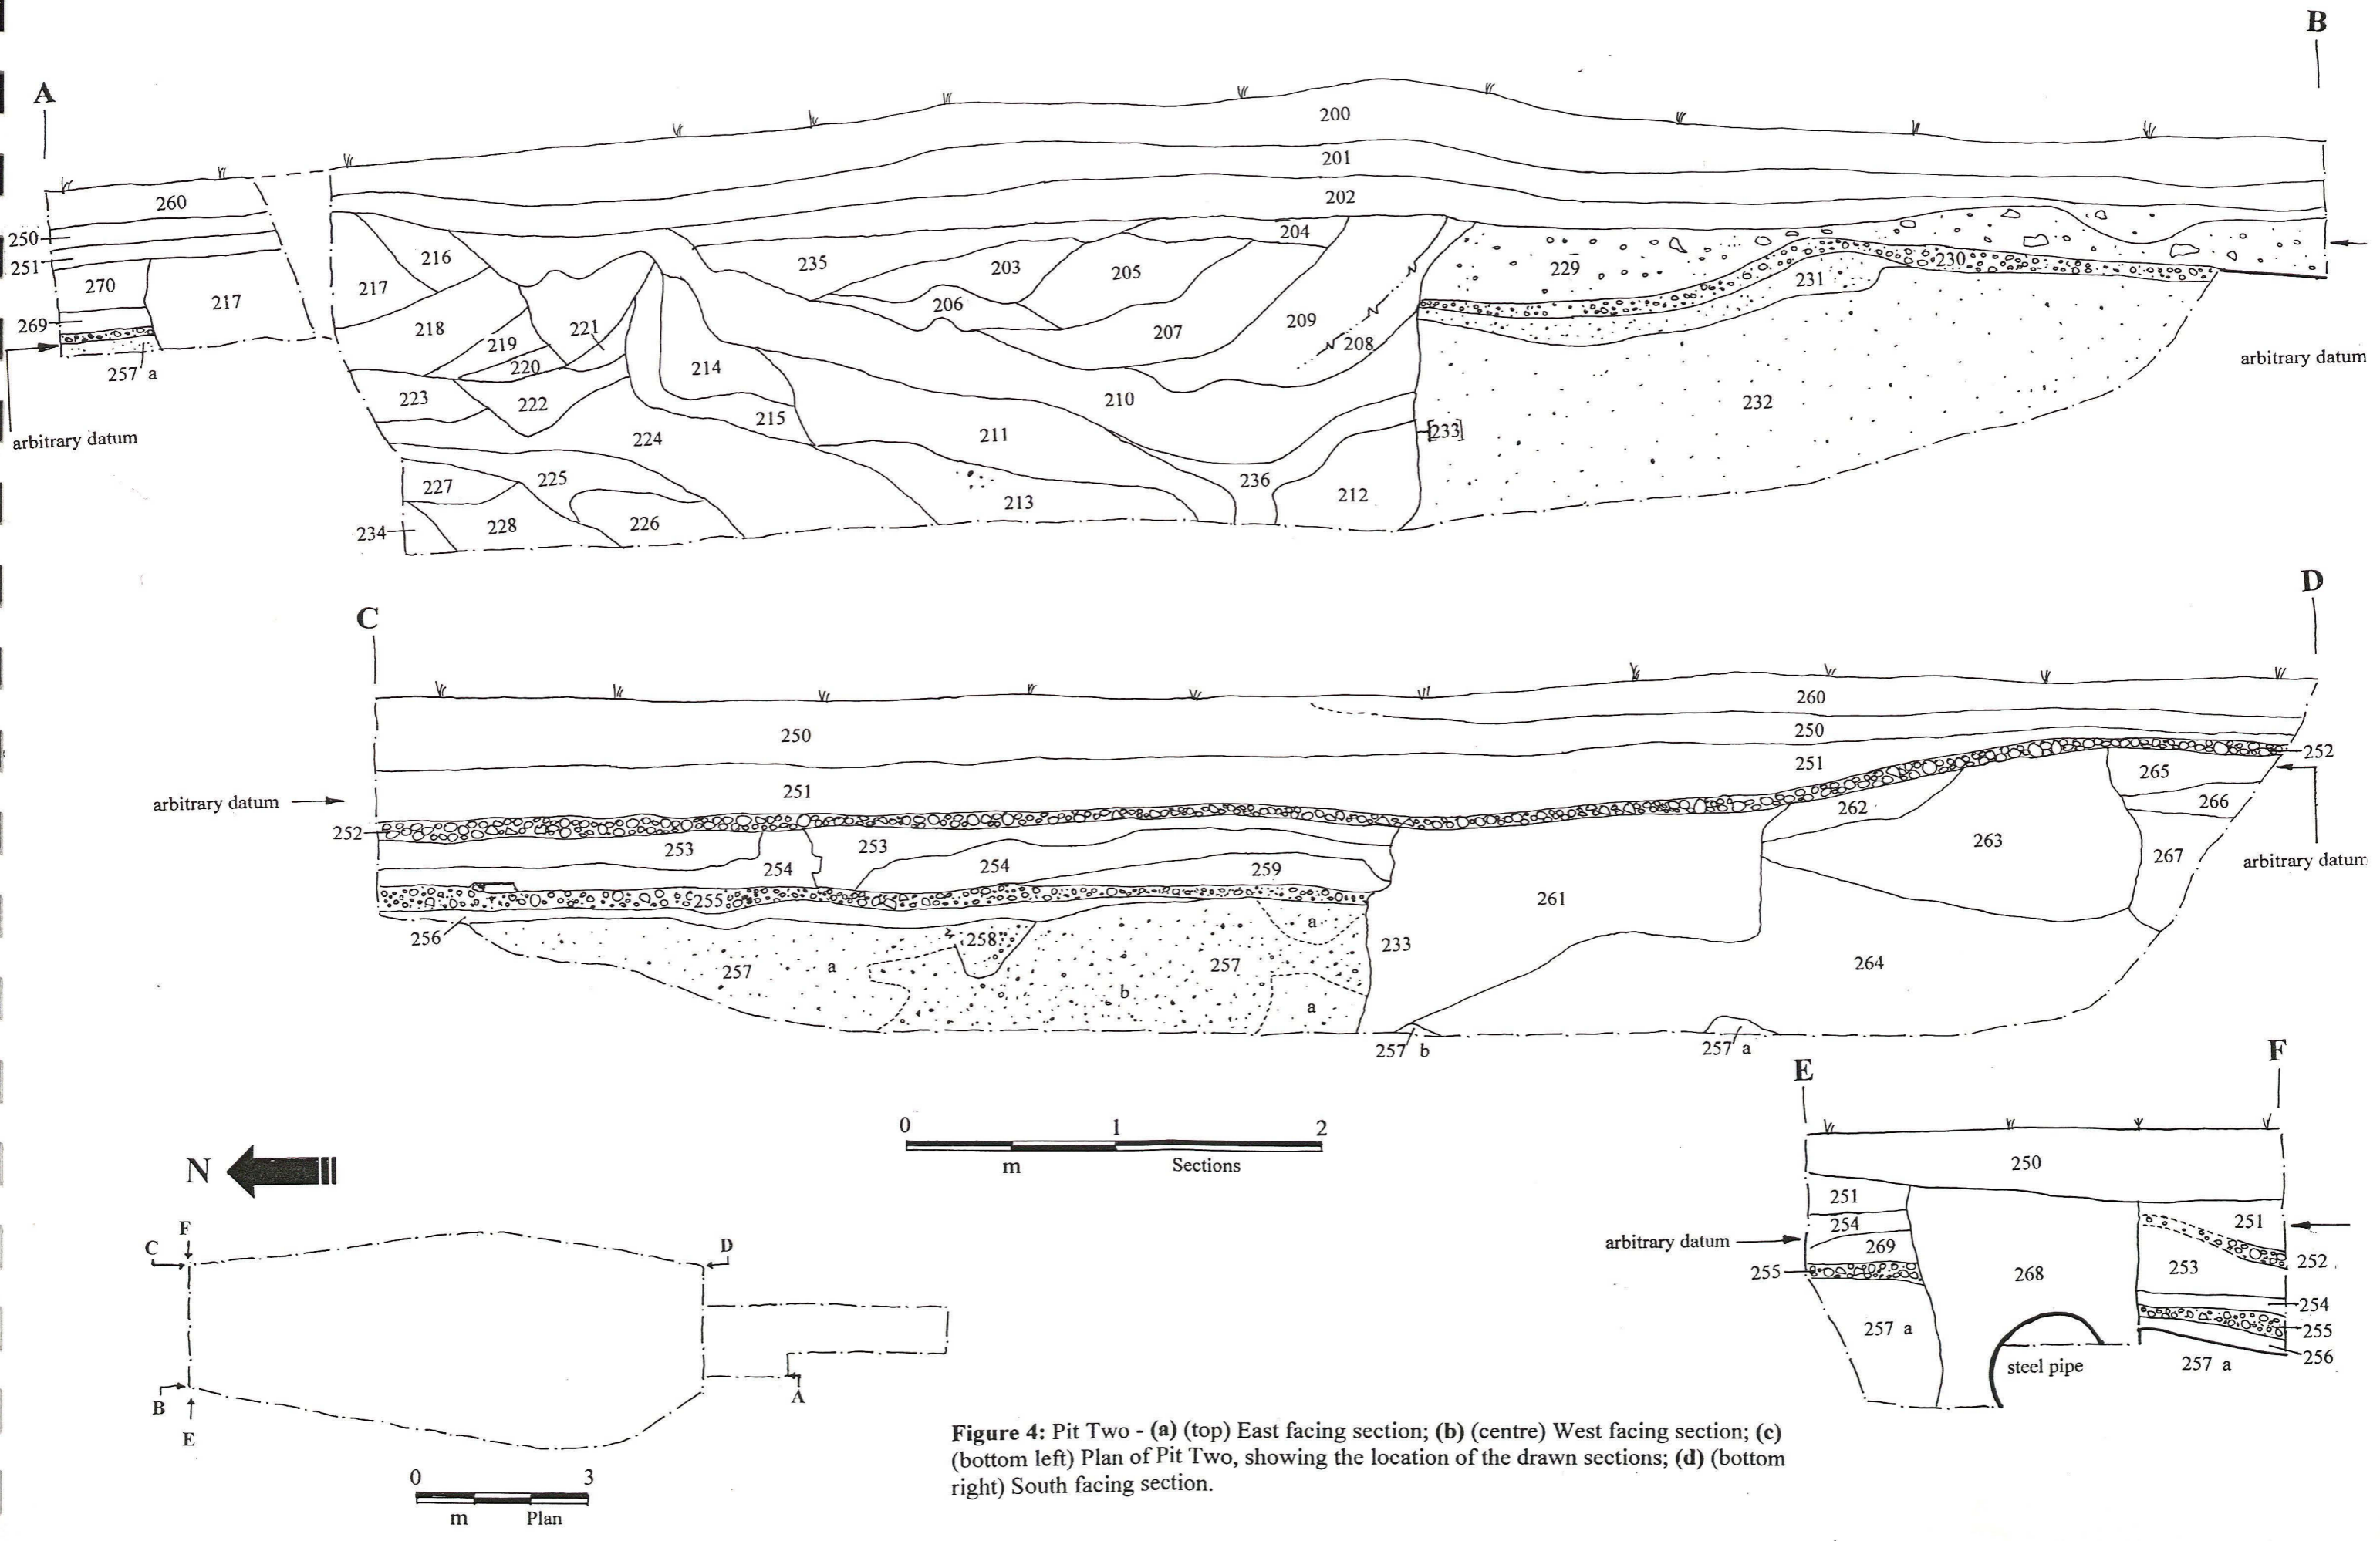 A
B
200
201
202
260
250
251
270
217
269
257 a
arbitrary datum
216
217
218
219
220
221
223
222
224
214
215
227
225
234
228
226
235
203
204
205
206
207
209
208
210
211
213
236
212
[233]
229
230
231
232
arbitrary datum
C
D
260
250
250
251
251
252
arbitrary datum
252
253
253
254
254
259
255
256
257
a
258
257
b
a
a
233
261
262
263
264
265
266
267
arbitrary datum
257 b
257 a
E
F
250
251
254
269
255
257 a
268
steel pipe
251
252
253
254
255
256
257 a
arbitrary datum
0 1 2
m Sections
N
F
C
D
B
E
A
0 3
m Plan
Figure 4: Pit Two - (a) (top) East facing section; (b) (centre) West facing section; (c)
(bottom left) Plan of Pit Two, showing the location of the drawn sections; (d) (bottom
right) South facing section.